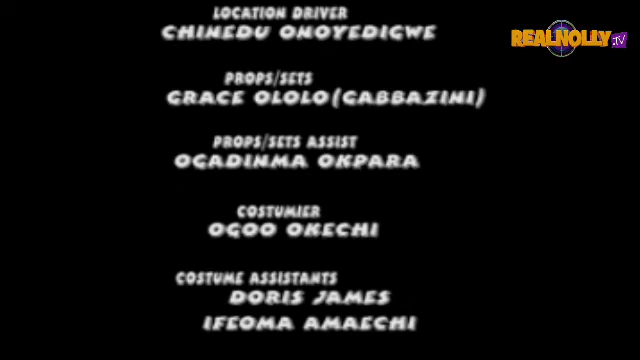 LOCATION DRIVER
CHINEDU ONOYEDIGWE
REALNOLLY.TV
PROPS/SETS
GRACE OLOLO(GABBAZINI)
PROPS/SETS ASSIST
OGADINMA OKPARA
COSTUMIER
OGOO OKECHI
COSTUME ASSISTANTS
DORIS JAMES
IFEOMA AMAECHI